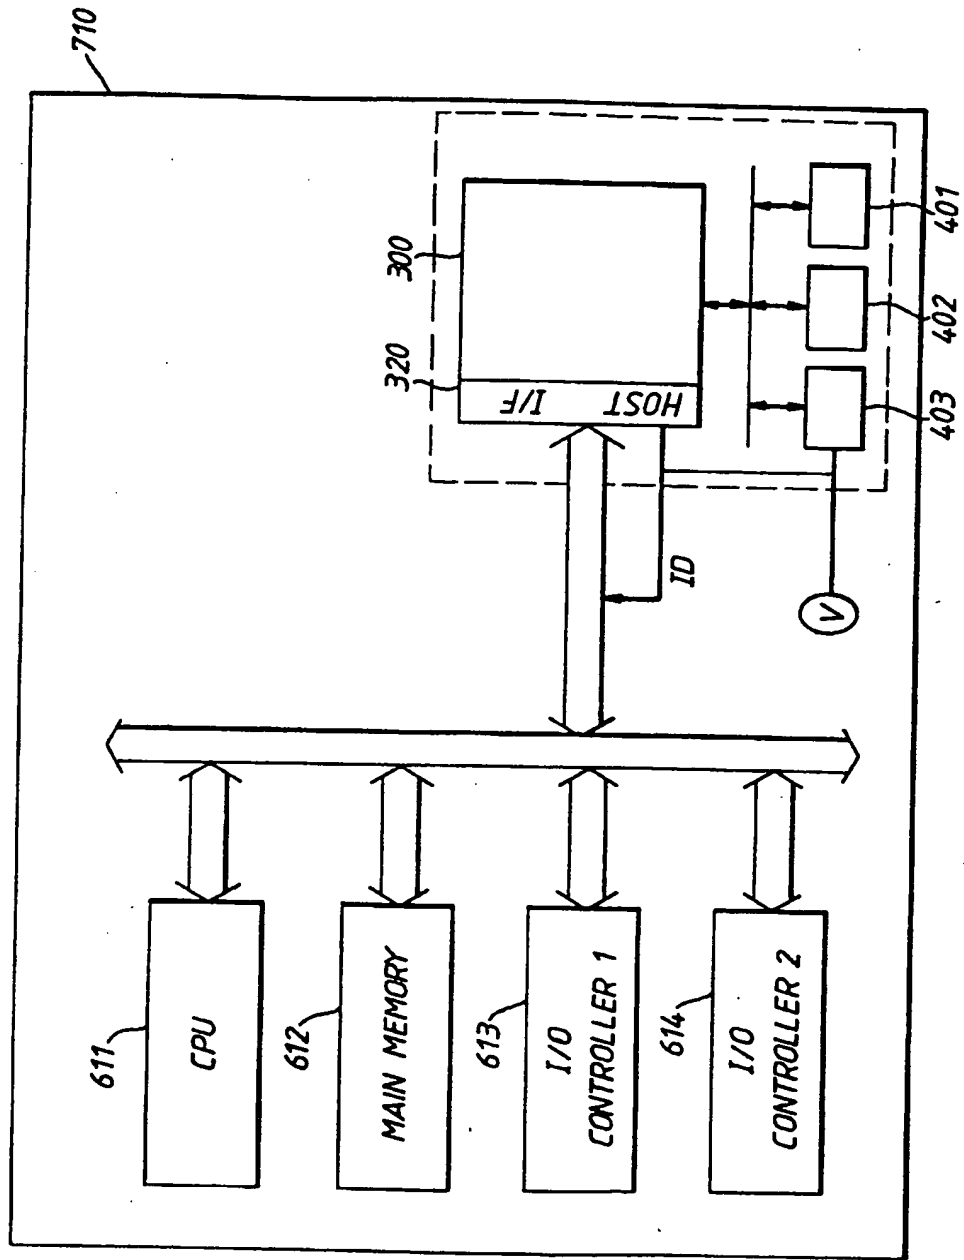 710
611
CPU
612
MAIN MEMORY
613
I/O
CONTROLLER 1
614
I/O
CONTROLLER 2
320
300
HOST I/F
ID
V
403
402
401